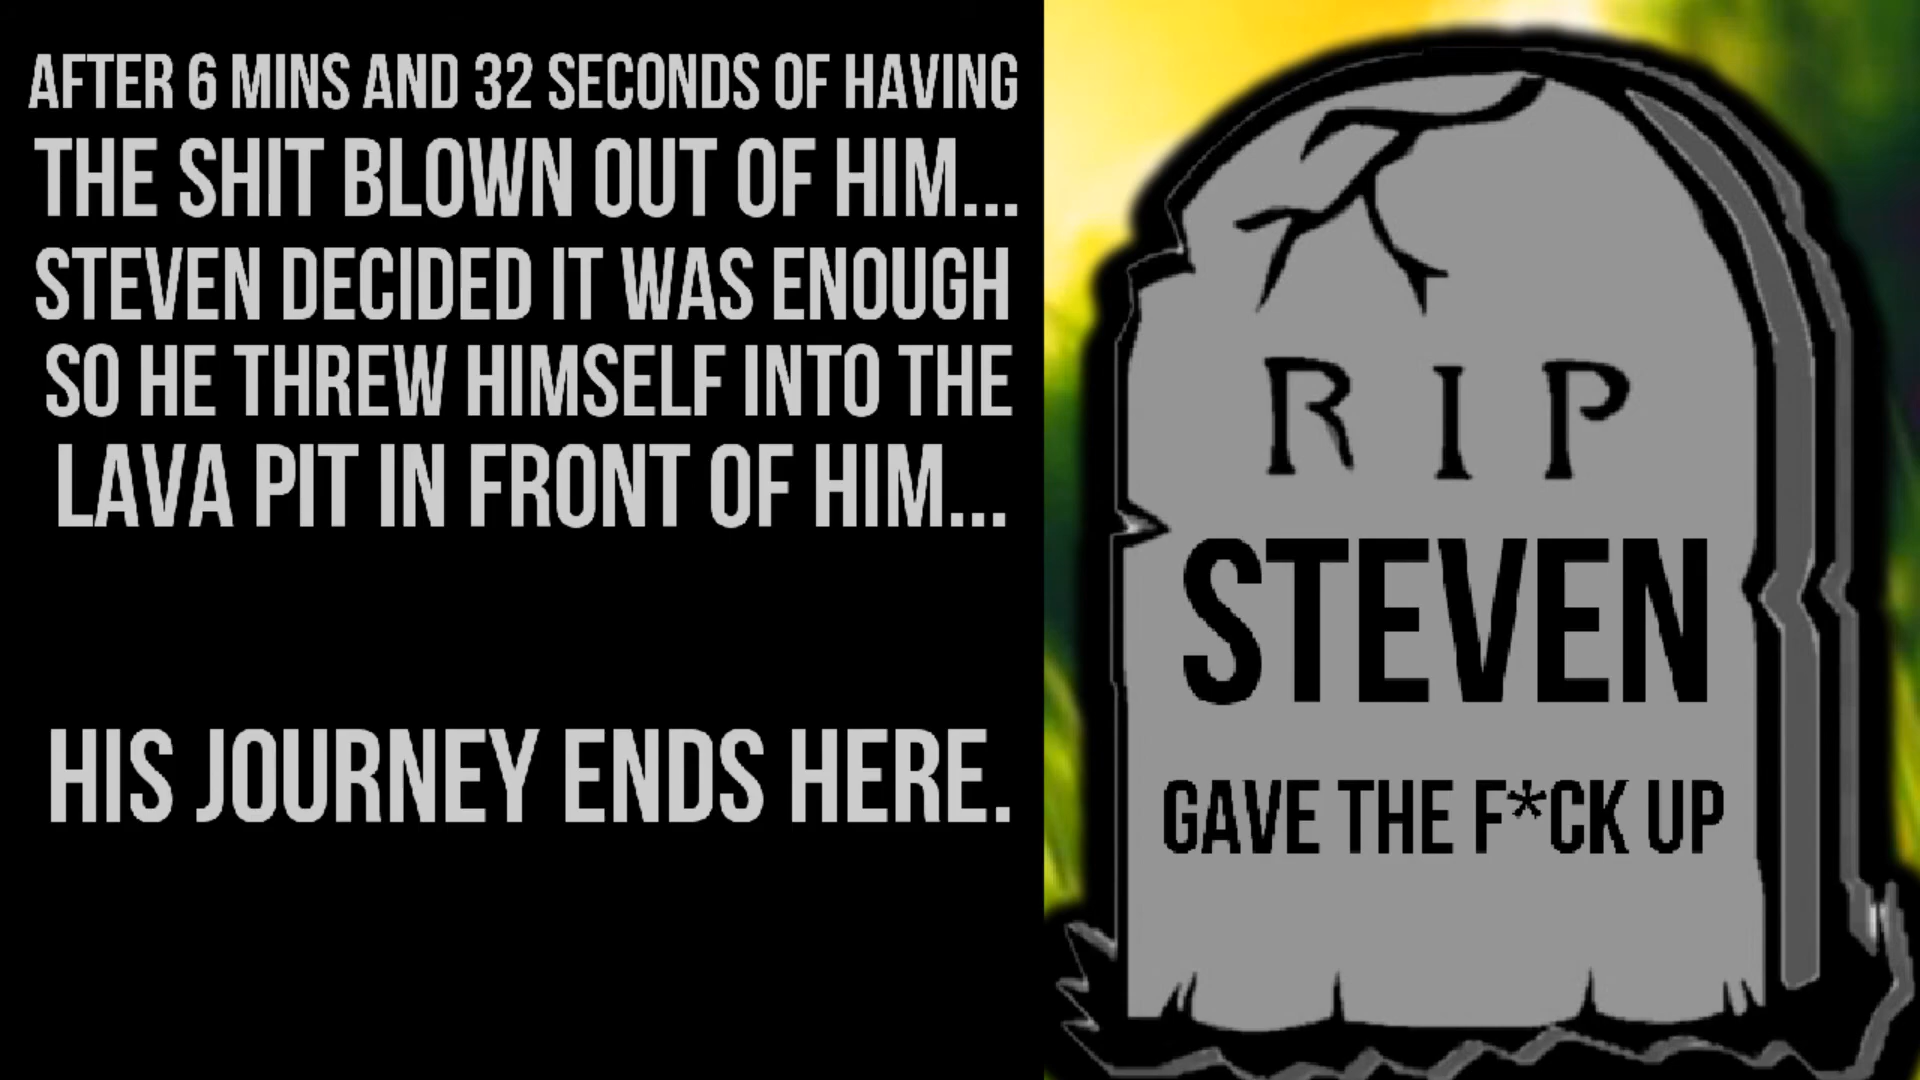 AFTER 6 MINS AND 32 SECONDS OF HAVING
THE SHIT BLOWN OUT OF HIM...
STEVEN DECIDED IT WAS ENOUGH
SO HE THREW HIMSELF INTO THE
LAVA PIT IN FRONT OF HIM...
HIS JOURNEY ENDS HERE.
RIP
STEVEN
GAVE THE F*CK UP